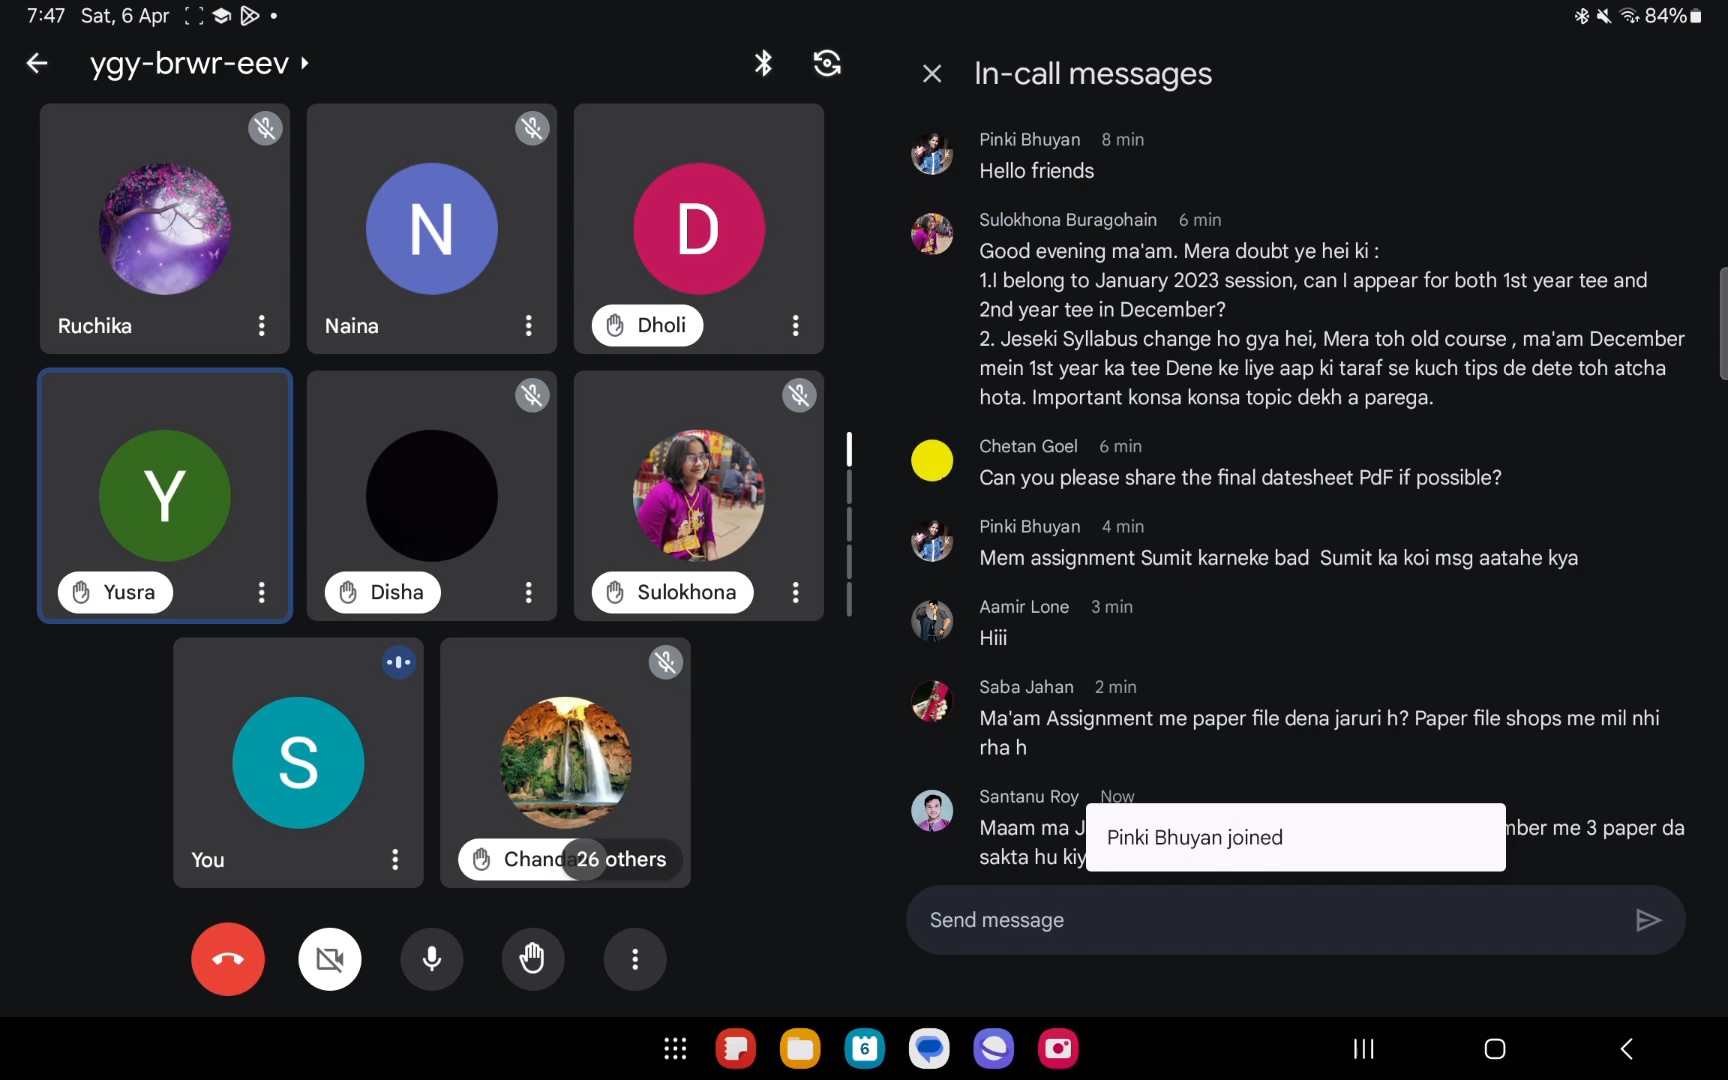 7:47 Sat, 6 Apr
84%
ygy-brwr-eev
In-call messages
Ruchika
N
Naina
D
Dholi
Y
Yusra
Disha
Sulokhona
S
You
Chanda
26 others
Pinki Bhuyan 8 min
Hello friends
Sulokhona Buragohain 6 min
Good evening ma'am. Mera doubt ye hei ki :
1.I belong to January 2023 session, can I appear for both 1st year tee and
2nd year tee in December?
2. Jeseki Syllabus change ho gya hei, Mera toh old course , ma'am December
mein 1st year ka tee Dene ke liye aap ki taraf se kuch tips de dete toh atcha
hota. Important konsa konsa topic dekh a parega.
Chetan Goel 6 min
Can you please share the final datesheet PdF if possible?
Pinki Bhuyan 4 min
Mem assignment Sumit karneke bad Sumit ka koi msg aatahe kya
Aamir Lone 3 min
Hiii
Saba Jahan 2 min
Ma'am Assignment me paper file dena jaruri h? Paper file shops me mil nhi
rha h
Santanu Roy Now
Maam ma J mber me 3 paper da
sakta hu kiy
Pinki Bhuyan joined
Send message
6